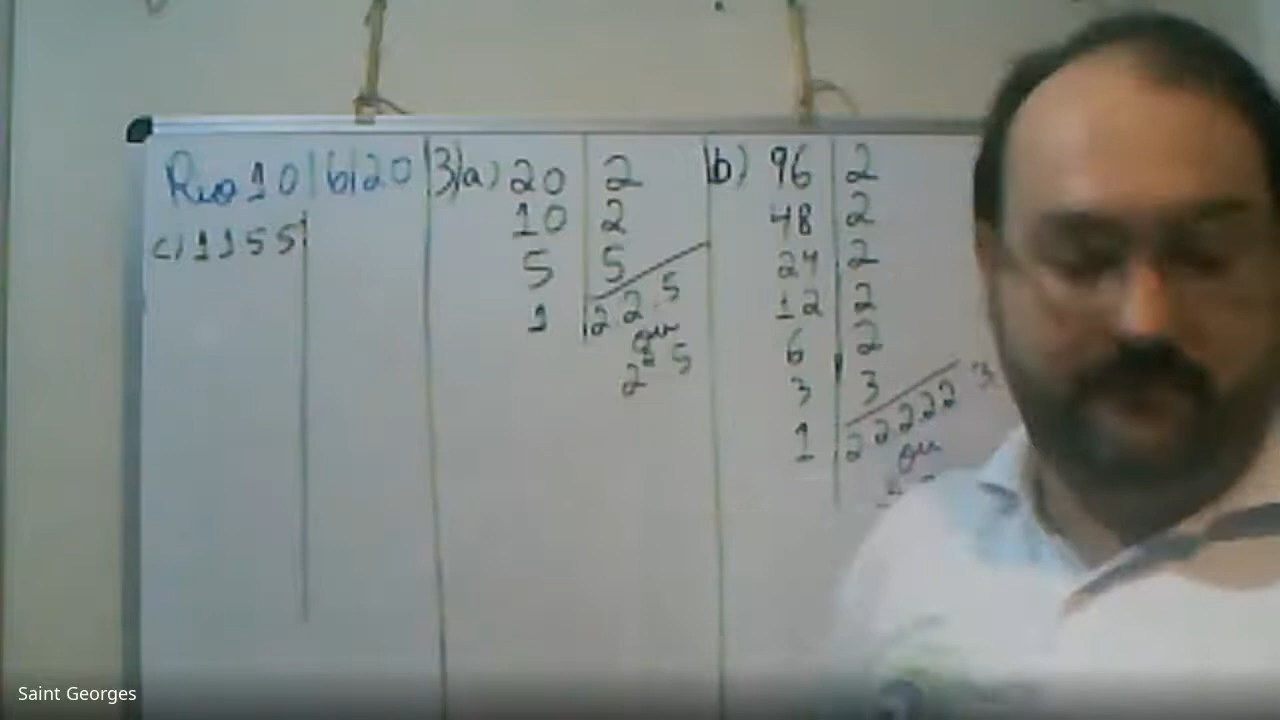 10 | b) 20
c) 1155
3) a) 20 | 2
10 | 2
5 | 5
1 | 2 . 2 . 5
ou
2² 5
b) 96 | 2
48 | 2
24 | 2
12 | 2
6 | 2
3 | 3
1 | 2 2 2 2 2 3
ou
Saint Georges